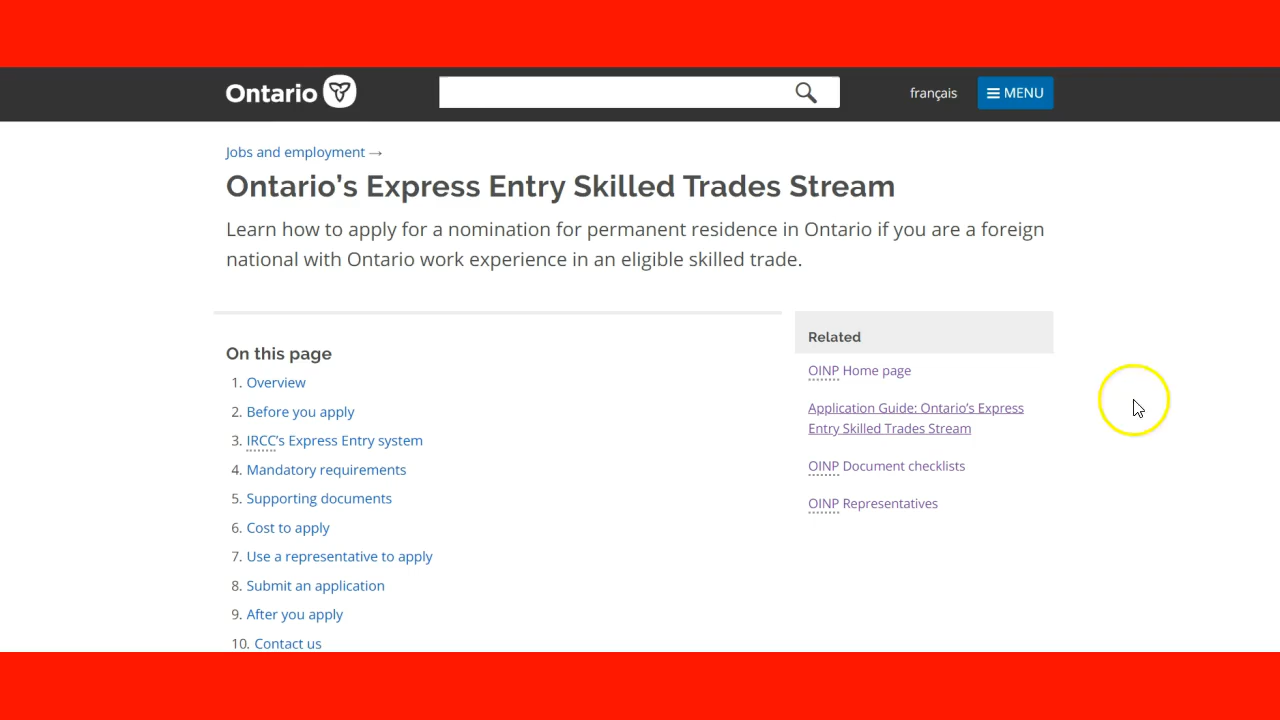 Ontario
français
MENU
Jobs and employment →
Ontario’s Express Entry Skilled Trades Stream
Learn how to apply for a nomination for permanent residence in Ontario if you are a foreign
national with Ontario work experience in an eligible skilled trade.
On this page
1. Overview
2. Before you apply
3. IRCC’s Express Entry system
4. Mandatory requirements
5. Supporting documents
6. Cost to apply
7. Use a representative to apply
8. Submit an application
9. After you apply
10. Contact us
Related
OINP Home page
Application Guide: Ontario’s Express
Entry Skilled Trades Stream
OINP Document checklists
OINP Representatives